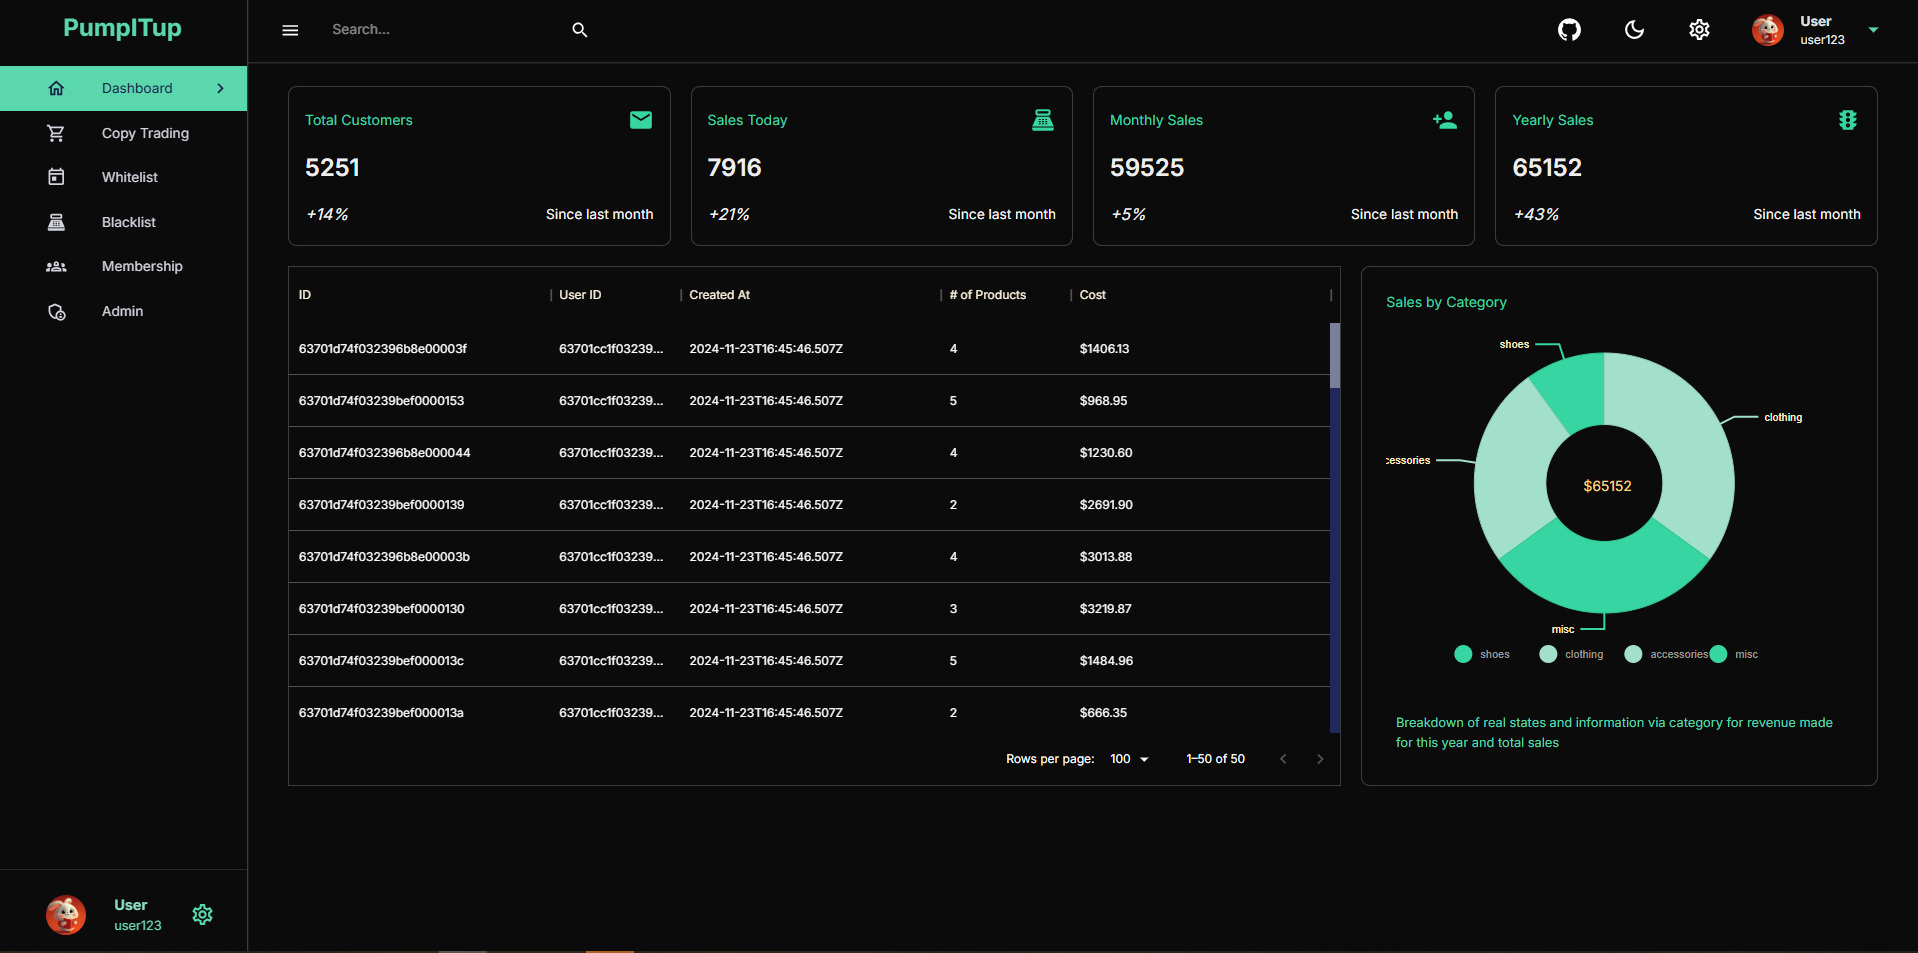 PumpITup
Search...
User
user123
Dashboard
Copy Trading
Whitelist
Blacklist
Membership
Admin
Total Customers
5251
+14% Since last month
Sales Today
7916
+21% Since last month
Monthly Sales
59525
+5% Since last month
Yearly Sales
65152
+43% Since last month
ID User ID Created At # of Products Cost
63701d74f032396b8e00003f 63701cc1f03239... 2024-11-23T16:45:46.507Z 4 $1406.13
63701d74f03239bef0000153 63701cc1f03239... 2024-11-23T16:45:46.507Z 5 $968.95
63701d74f032396b8e000044 63701cc1f03239... 2024-11-23T16:45:46.507Z 4 $1230.60
63701d74f03239bef0000139 63701cc1f03239... 2024-11-23T16:45:46.507Z 2 $2691.90
63701d74f032396b8e00003b 63701cc1f03239... 2024-11-23T16:45:46.507Z 4 $3013.88
63701d74f03239bef0000130 63701cc1f03239... 2024-11-23T16:45:46.507Z 3 $3219.87
63701d74f03239bef000013c 63701cc1f03239... 2024-11-23T16:45:46.507Z 5 $1484.96
63701d74f03239bef000013a 63701cc1f03239... 2024-11-23T16:45:46.507Z 2 $666.35
Rows per page: 100 1–50 of 50
Sales by Category
shoes
clothing
cessories
$65152
misc
shoes clothing accessories misc
Breakdown of real states and information via category for revenue made
for this year and total sales
User
user123